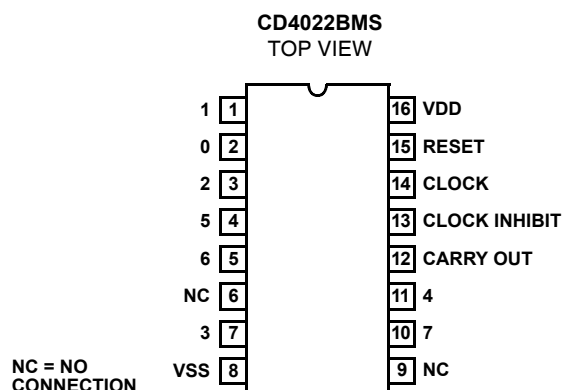 CD4022BMS
TOP VIEW
1 1 16 VDD
0 2 15 RESET
2 3 14 CLOCK
5 4 13 CLOCK INHIBIT
6 5 12 CARRY OUT
NC 6 11 4
3 7 10 7
VSS 8 9 NC
NC = NO
CONNECTION